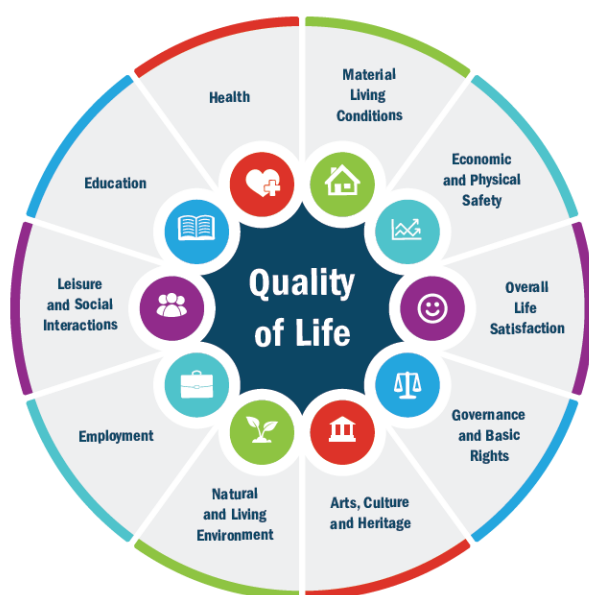 Quality
of Life
Material
Living
Conditions
Economic
and Physical
Safety
Overall
Life
Satisfaction
Governance
and Basic
Rights
Arts, Culture
and Heritage
Natural
and Living
Environment
Employment
Leisure
and Social
Interactions
Education
Health